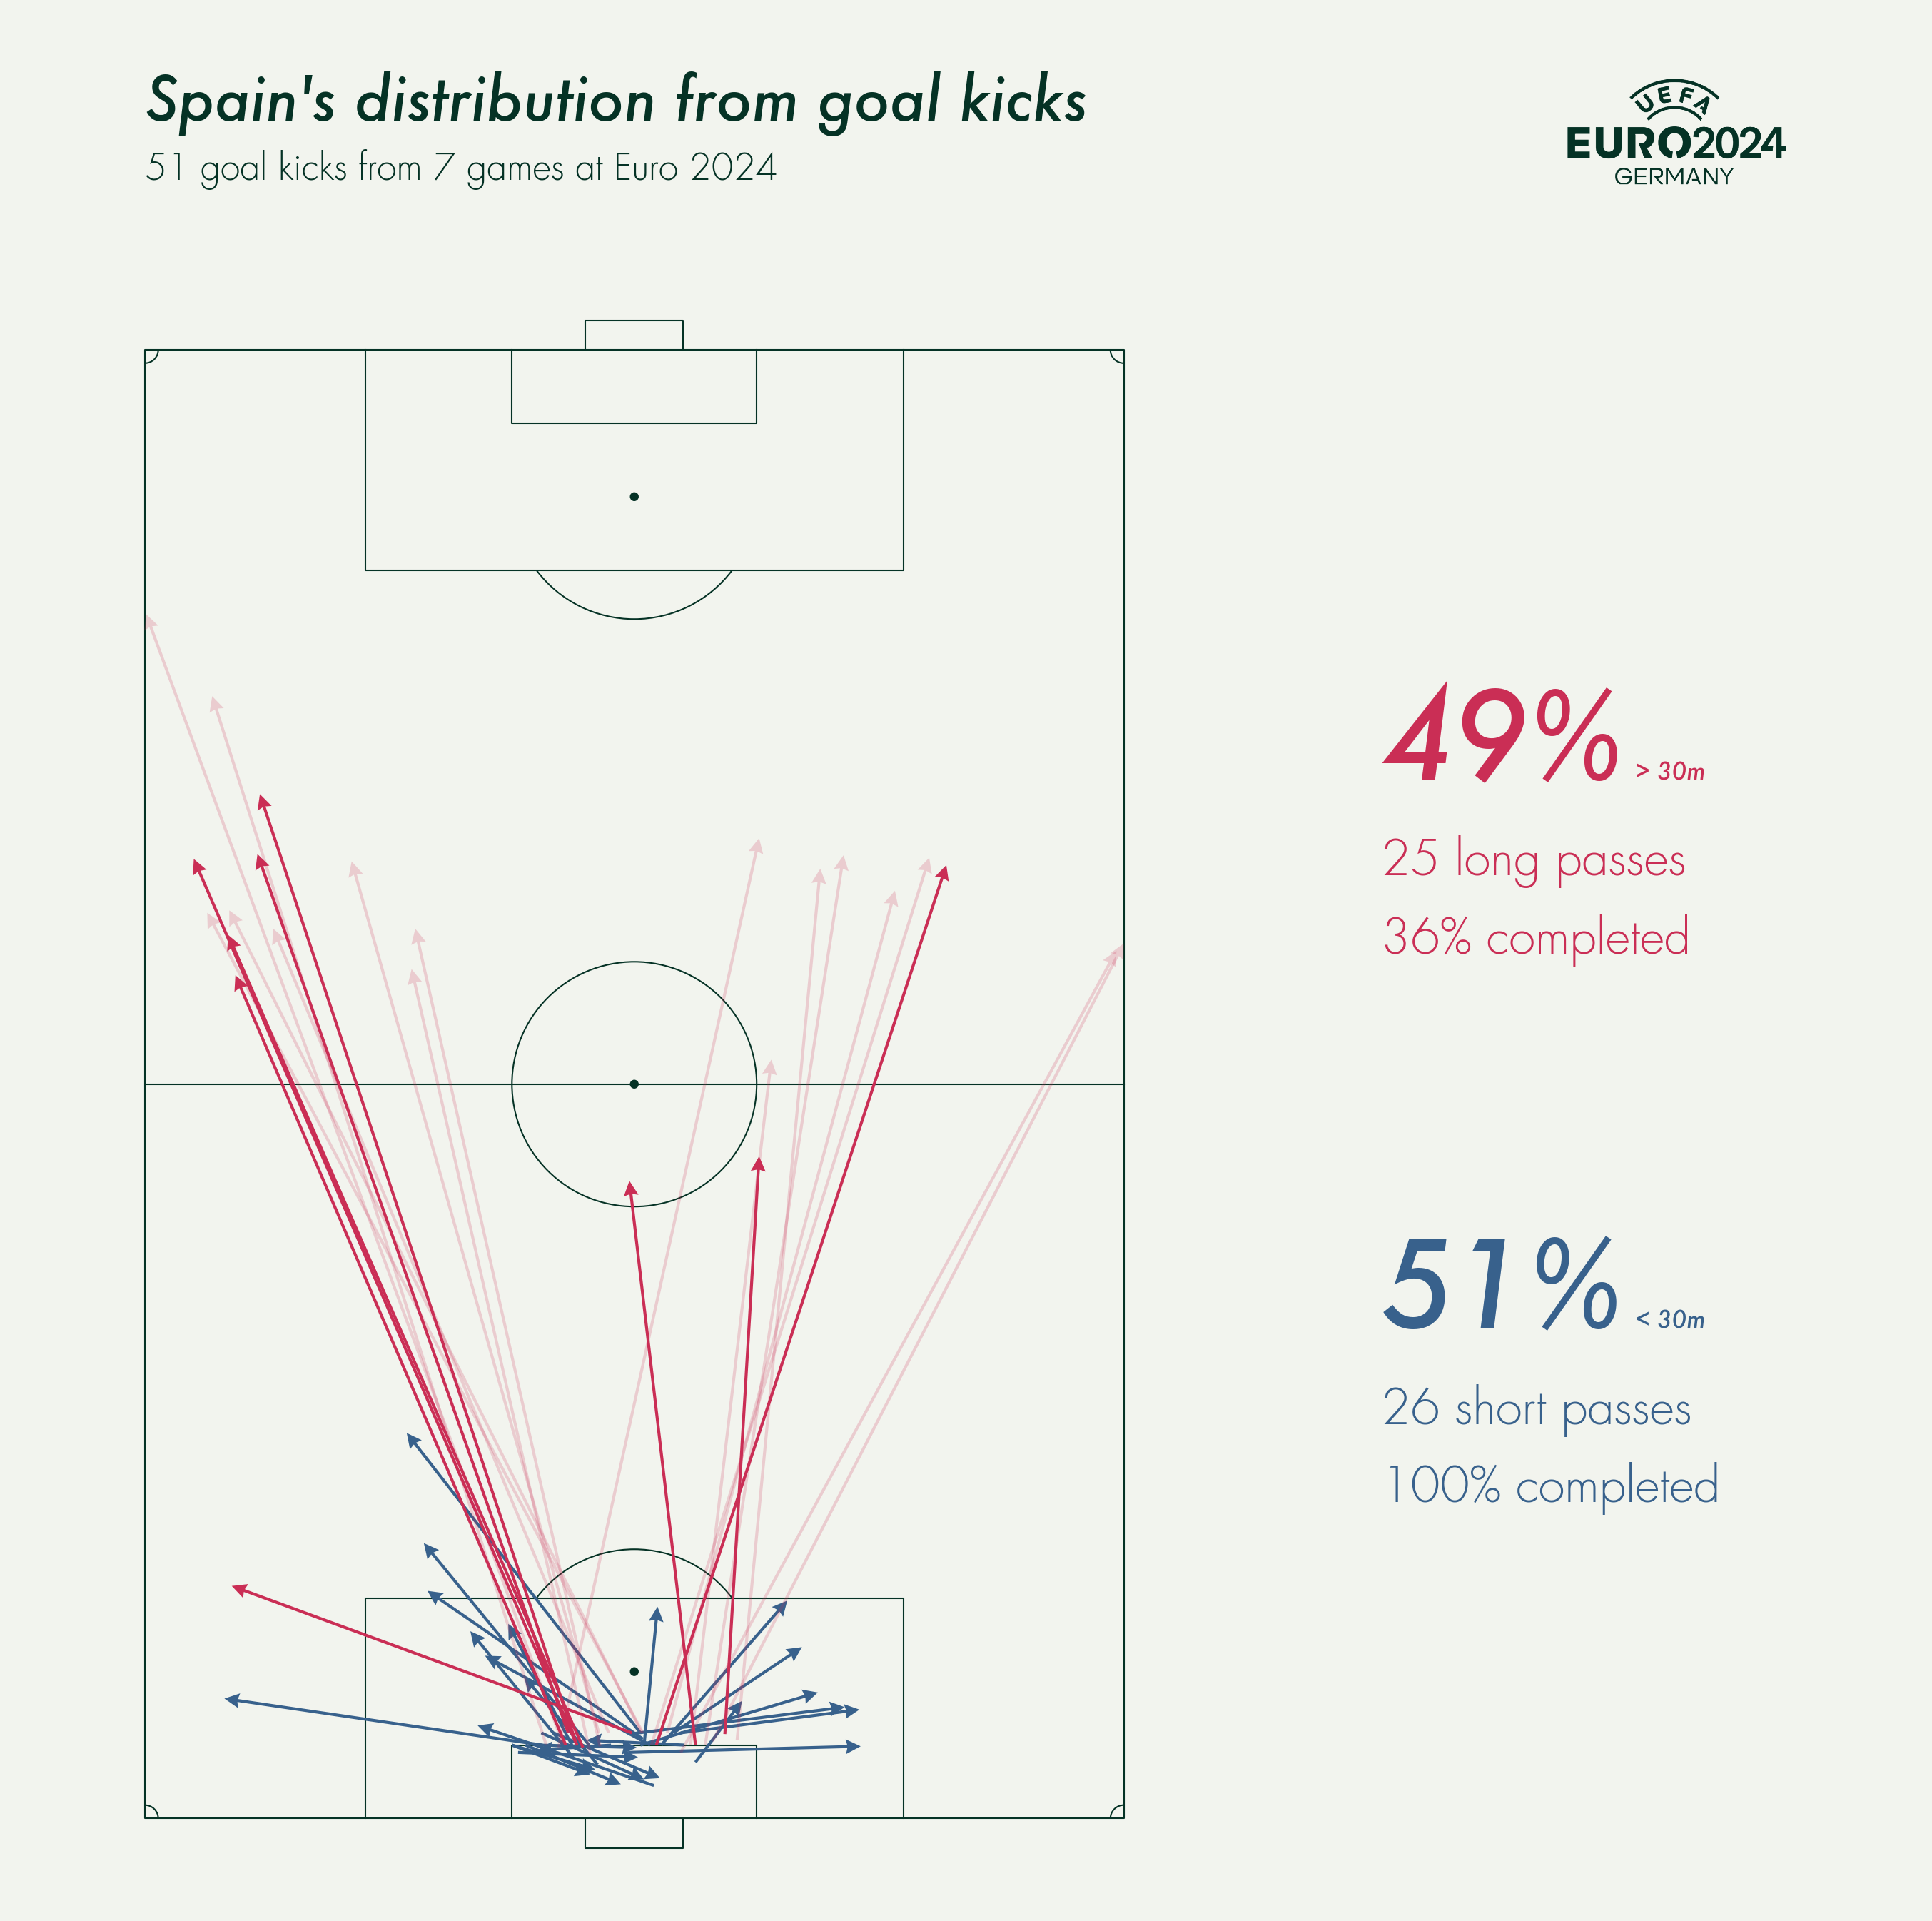 Spain's distribution from goal kicks
51 goal kicks from 7 games at Euro 2024
UEFA
EURO2024
GERMANY
49% > 30m
25 long passes
36% completed
51% < 30m
26 short passes
100% completed